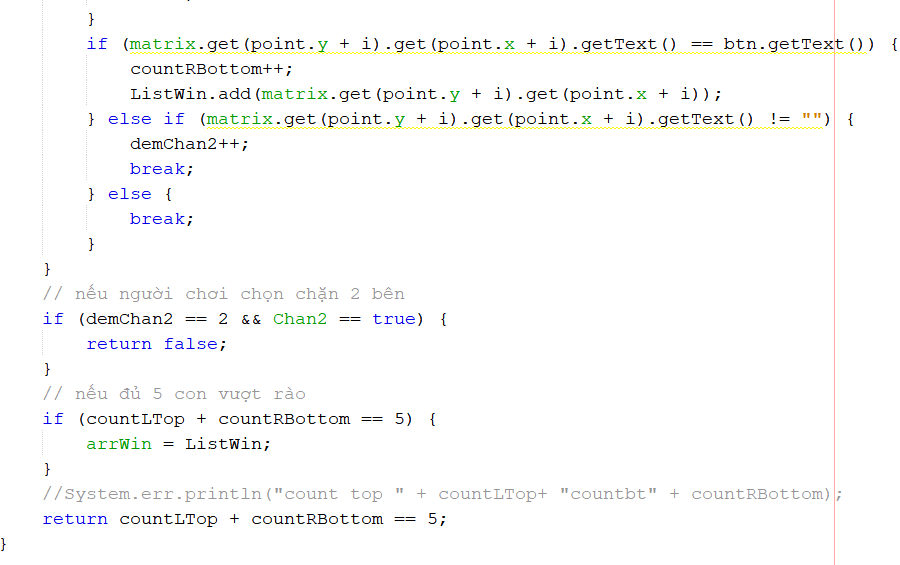 }
if (matrix.get(point.y + i).get(point.x + i).getText() == btn.getText()) {
countRBottom++;
ListWin.add(matrix.get(point.y + i).get(point.x + i));
} else if (matrix.get(point.y + i).get(point.x + i).getText() != "") {
demChan2++;
break;
} else {
break;
}
}
// nếu người chơi chọn chặn 2 bên
if (demChan2 == 2 && Chan2 == true) {
return false;
}
// nếu đủ 5 con vượt rào
if (countLTop + countRBottom == 5) {
arrWin = ListWin;
}
//System.err.println("count top " + countLTop+ "countbt" + countRBottom);
return countLTop + countRBottom == 5;
}